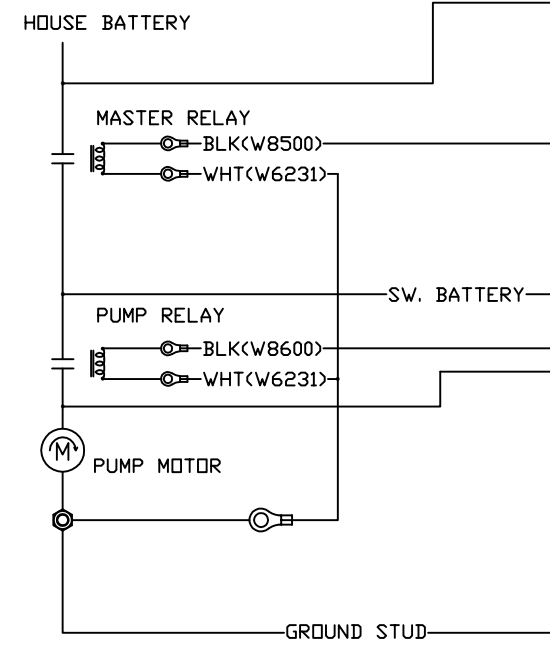 HOUSE BATTERY
MASTER RELAY
BLK(W8500)
WHT(W6231)
SW. BATTERY
PUMP RELAY
BLK(W8600)
WHT(W6231)
M
PUMP MOTOR
GROUND STUD